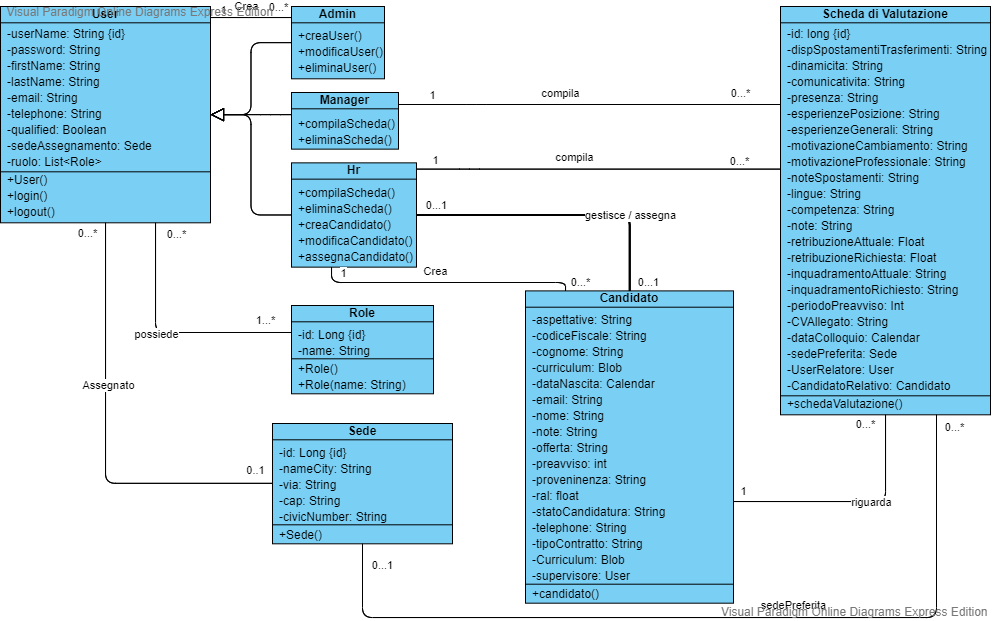 Visual Paradigm Online Diagrams Express Edition
User
-userName: String {id}
-password: String
-firstName: String
-lastName: String
-email: String
-telephone: String
-qualified: Boolean
-sedeAssegnamento: Sede
-ruolo: List<Role>
+User()
+login()
+logout()
1
Crea
0...*
Admin
+creaUser()
+modificaUser()
+eliminaUser()
Manager
+compilaScheda()
+eliminaScheda()
1
compila
0...*
Hr
+compilaScheda()
+eliminaScheda()
+creaCandidato()
+modificaCandidato()
+assegnaCandidato()
1
compila
0...*
0...1
gestisce / assegna
0...1
1
Crea
0...*
Scheda di Valutazione
-id: long {id}
-dispSpostamentiTrasferimenti: String
-dinamicita: String
-comunicativita: String
-presenza: String
-esperienzePosizione: String
-esperienzeGenerali: String
-motivazioneCambiamento: String
-motivazioneProfessionale: String
-noteSpostamenti: String
-lingue: String
-competenza: String
-note: String
-retribuzioneAttuale: Float
-retribuzioneRichiesta: Float
-inquadramentoAttuale: String
-inquadramentoRichiesto: String
-periodoPreavviso: Int
-CVAllegato: String
-dataColloquio: Calendar
-sedePreferita: Sede
-UserRelatore: User
-CandidatoRelativo: Candidato
+schedaValutazione()
0...*
0...*
0...*
0...*
possiede
1...*
Role
-id: Long {id}
-name: String
+Role()
+Role(name: String)
Assegnato
0..1
Sede
-id: Long {id}
-nameCity: String
-via: String
-cap: String
-civicNumber: String
+Sede()
0...1
Candidato
-aspettative: String
-codiceFiscale: String
-cognome: String
-curriculum: Blob
-dataNascita: Calendar
-email: String
-nome: String
-note: String
-offerta: String
-preavviso: int
-proveninenza: String
-ral: float
-statoCandidatura: String
-telephone: String
-tipoContratto: String
-Curriculum: Blob
-supervisore: User
+candidato()
1
riguarda
sedePreferita
Visual Paradigm Online Diagrams Express Edition